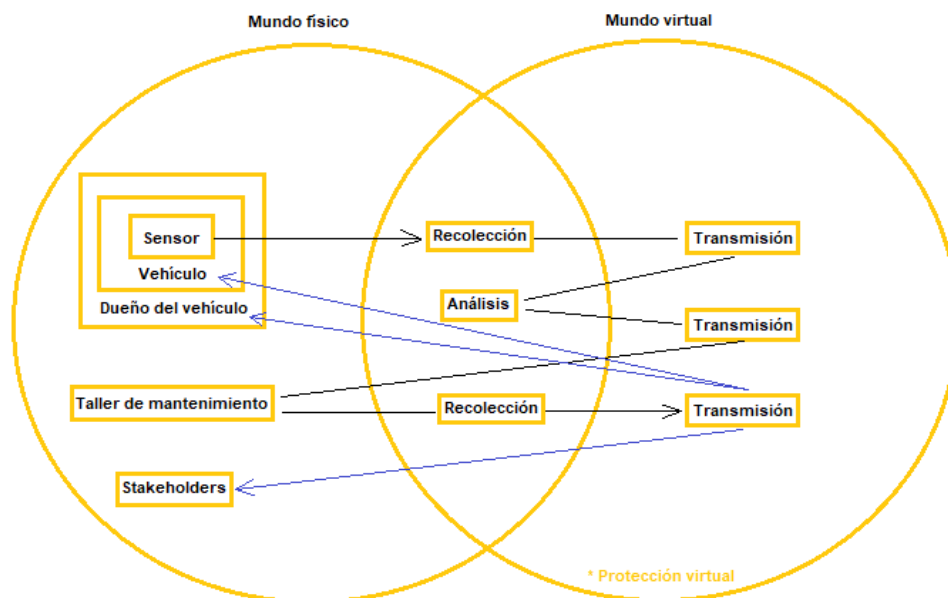 Mundo físico
Mundo virtual
Sensor
Recolección
Transmisión
Vehículo
Análisis
Dueño del vehículo
Transmisión
Taller de mantenimiento
Recolección
Transmisión
Stakeholders
* Protección virtual